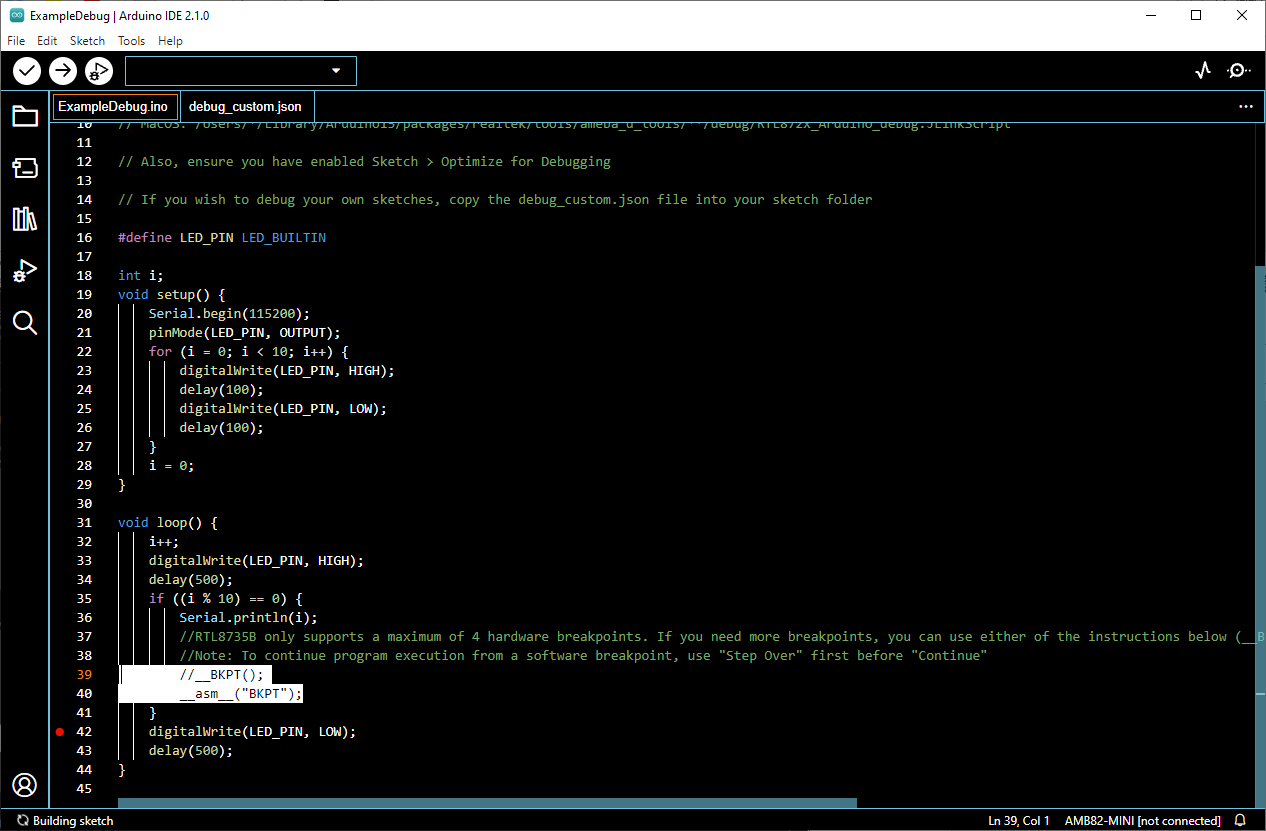 ExampleDebug | Arduino IDE 2.1.0
File Edit Sketch Tools Help
ExampleDebug.ino debug_custom.json
10 // MacOS: /Users/**/Library/Arduino15/packages/realtek/tools/ameba_d_tools/**/debug/RTL872x_Arduino_debug.JLinkScript
11
12 // Also, ensure you have enabled Sketch > Optimize for Debugging
13
14 // If you wish to debug your own sketches, copy the debug_custom.json file into your sketch folder
15
16 #define LED_PIN LED_BUILTIN
17
18 int i;
19 void setup() {
20 Serial.begin(115200);
21 pinMode(LED_PIN, OUTPUT);
22 for (i = 0; i < 10; i++) {
23 digitalWrite(LED_PIN, HIGH);
24 delay(100);
25 digitalWrite(LED_PIN, LOW);
26 delay(100);
27 }
28 i = 0;
29 }
30
31 void loop() {
32 i++;
33 digitalWrite(LED_PIN, HIGH);
34 delay(500);
35 if ((i % 10) == 0) {
36 Serial.println(i);
37 //RTL8735B only supports a maximum of 4 hardware breakpoints. If you need more breakpoints, you can use either of the instructions below (__B
38 //Note: To continue program execution from a software breakpoint, use "Step Over" first before "Continue"
39 //__BKPT();
40 __asm__("BKPT");
41 }
42 digitalWrite(LED_PIN, LOW);
43 delay(500);
44 }
45
Building sketch Ln 39, Col 1 AMB82-MINI [not connected]